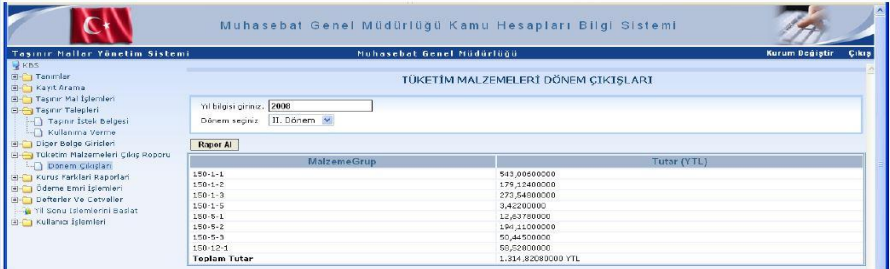 Muhasebat Genel Müdürlüğü Kamu Hesapları Bilgi Sistemi
Taşınır Mallar Yönetim Sistemi
Muhasebat Genel Müdürlüğü
Kurum Değiştir Çıkış
KBS
Tanımlar
Kayıt Arama
Taşınır Mal İşlemleri
Taşınır Talepleri
Taşınır İstek Belgesi
Kullanıma Verme
Diğer Belge Girişleri
Tüketim Malzemeleri Çıkış Raporu
Dönem Çıkışları
Kuruş Farkları Raporları
Ödeme Emri İşlemleri
Defterler Ve Cetveller
Yıl Sonu İşlemlerini Başlat
Kullanıcı İşlemleri
TÜKETİM MALZEMELERİ DÖNEM ÇIKIŞLARI
Yıl bilgisi giriniz. 2008
Dönem seçiniz II. Dönem
Rapor Al
MalzemeGrup Tutar (YTL)
150-1-1 543,00600000
150-1-2 179,12400000
150-1-3 273,54800000
150-1-5 3,42200000
150-5-1 12,63780000
150-5-2 194,11000000
150-5-3 50,44500000
150-12-1 58,52800000
Toplam Tutar 1.314,82080000 YTL